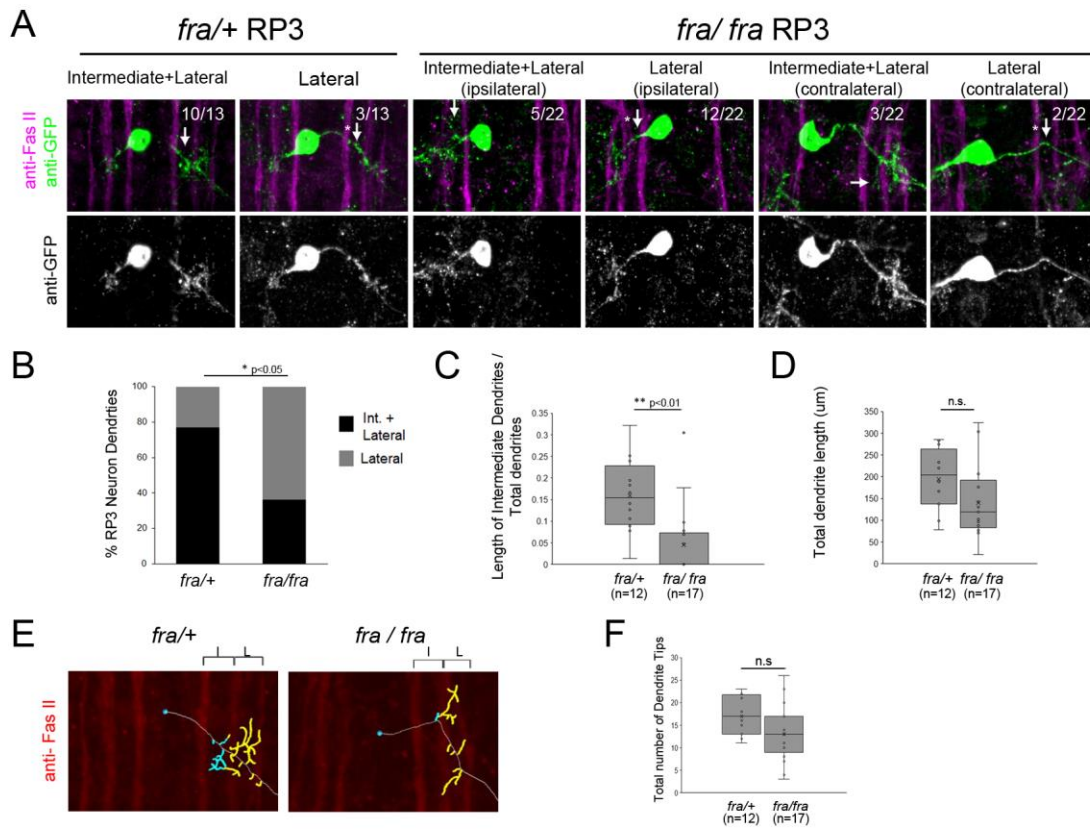 A
fra/+ RP3
fra/ fra RP3
Intermediate+Lateral
Lateral
Intermediate+Lateral
(ipsilateral)
Lateral
(ipsilateral)
Intermediate+Lateral
(contralateral)
Lateral
(contralateral)
anti-Fas II
anti-GFP
10/13
3/13
*
5/22
12/22
*
3/22
2/22
*
anti-GFP
B
* p<0.05
% RP3 Neuron Dendrties
100
80
60
40
20
0
fra/+
fra/fra
Int. +
Lateral
Lateral
C
** p<0.01
Length of Intermediate Dendrites /
Total dendrites
0.35
0.3
0.25
0.2
0.15
0.1
0.05
0
fra/+
(n=12)
fra/ fra
(n=17)
D
n.s.
Total dendrite length (um)
350
300
250
200
150
100
50
0
fra/+
(n=12)
fra/ fra
(n=17)
E
fra/+
fra / fra
I
L
I
L
anti- Fas II
F
n.s
Total number of Dendrite Tips
30
25
20
15
10
5
0
fra/+
(n=12)
fra/fra
(n=17)